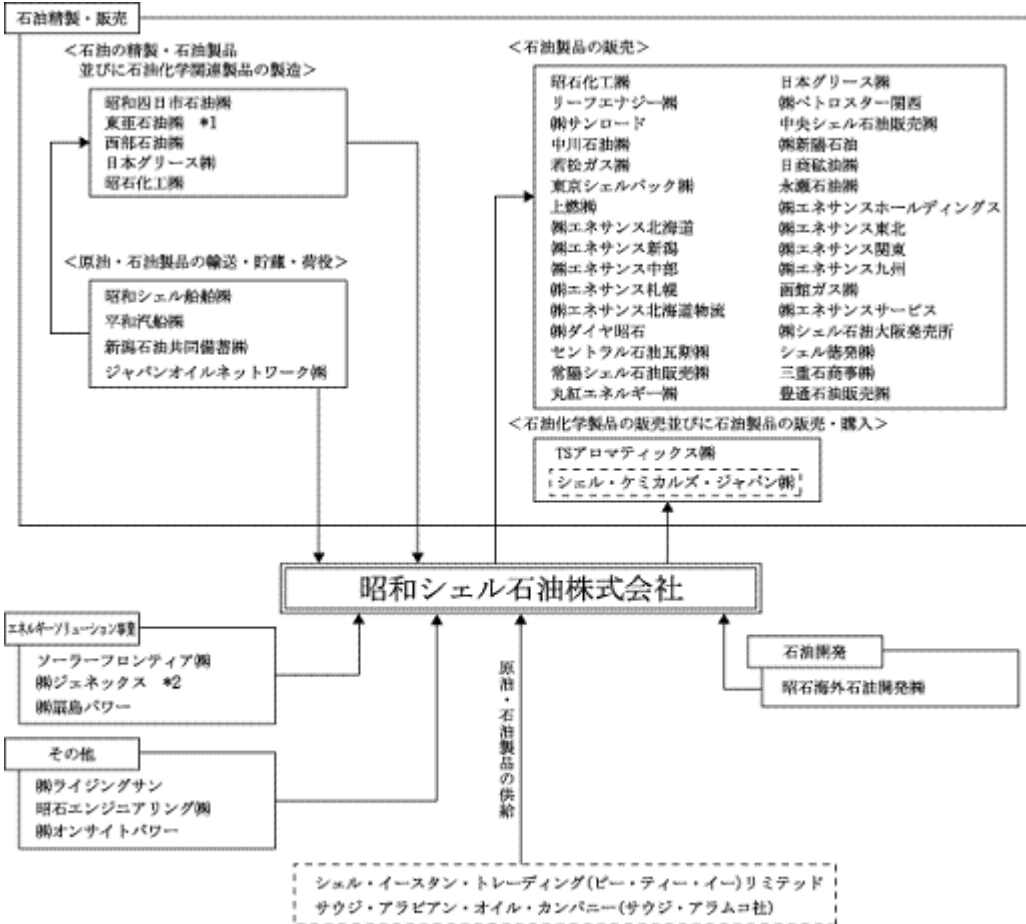 石油精製・販売
<石油の精製・石油製品
並びに石油化学関連製品の製造>
昭和四日市石油㈱
東亜石油㈱ *1
西部石油㈱
日本グリース㈱
昭石化工㈱
<原油・石油製品の輸送・貯蔵・荷役>
昭和シェル船舶㈱
平和汽船㈱
新潟石油共同備蓄㈱
ジャパンオイルネットワーク㈱
<石油製品の販売>
昭石化工㈱ 日本グリース㈱
リーフエナジー㈱ ㈱ペトロスター関西
㈱サンロード 中央シェル石油販売㈱
中川石油㈱ ㈱新陽石油
若松ガス㈱ 日商砿油㈱
東京シェルパック㈱ 永瀬石油㈱
上燃㈱ ㈱エネサンスホールディングス
㈱エネサンス北海道 ㈱エネサンス東北
㈱エネサンス新潟 ㈱エネサンス関東
㈱エネサンス中部 ㈱エネサンス九州
㈱エネサンス札幌 函館ガス㈱
㈱エネサンス北海道物流 ㈱エネサンスサービス
㈱ダイヤ昭石 ㈱シェル石油大阪発売所
セントラル石油瓦斯㈱ シェル徳発㈱
常陽シェル石油販売㈱ 三重石商事㈱
丸紅エネルギー㈱ 豊通石油販売㈱
<石油化学製品の販売並びに石油製品の販売・購入>
TSアロマティックス㈱
シェル・ケミカルズ・ジャパン㈱
昭和シェル石油株式会社
エネルギーソリューション事業
ソーラーフロンティア㈱
㈱ジェネックス *2
㈱扇島パワー
その他
㈱ライジングサン
昭石エンジニアリング㈱
㈱オンサイトパワー
原油・石油製品の供給
石油開発
昭石海外石油開発㈱
シェル・イースタン・トレーディング(ピー・ティー・イー)リミテッド
サウジ・アラビアン・オイル・カンパニー(サウジ・アラムコ社)